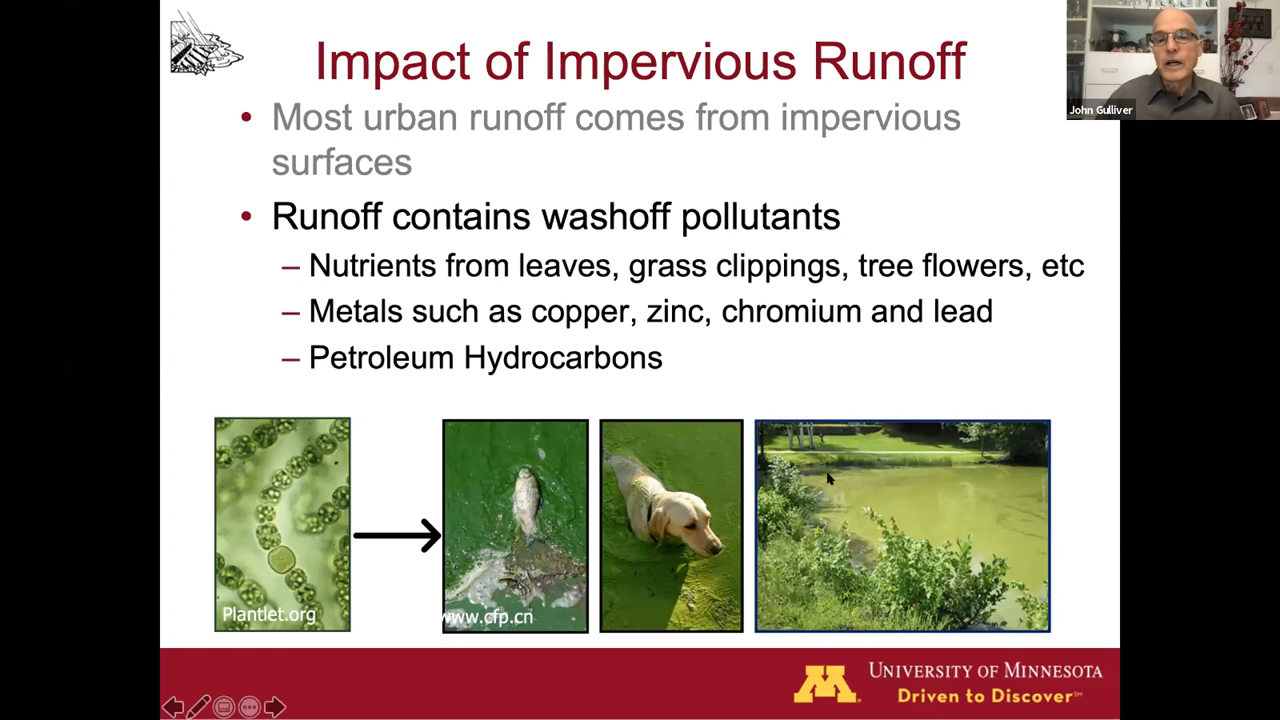 Impact of Impervious Runoff
John Gulliver
• Most urban runoff comes from impervious
surfaces
• Runoff contains washoff pollutants
– Nutrients from leaves, grass clippings, tree flowers, etc
– Metals such as copper, zinc, chromium and lead
– Petroleum Hydrocarbons
Plantlet.org
www.cfp.cn
M
UNIVERSITY OF MINNESOTA
Driven to Discover℠